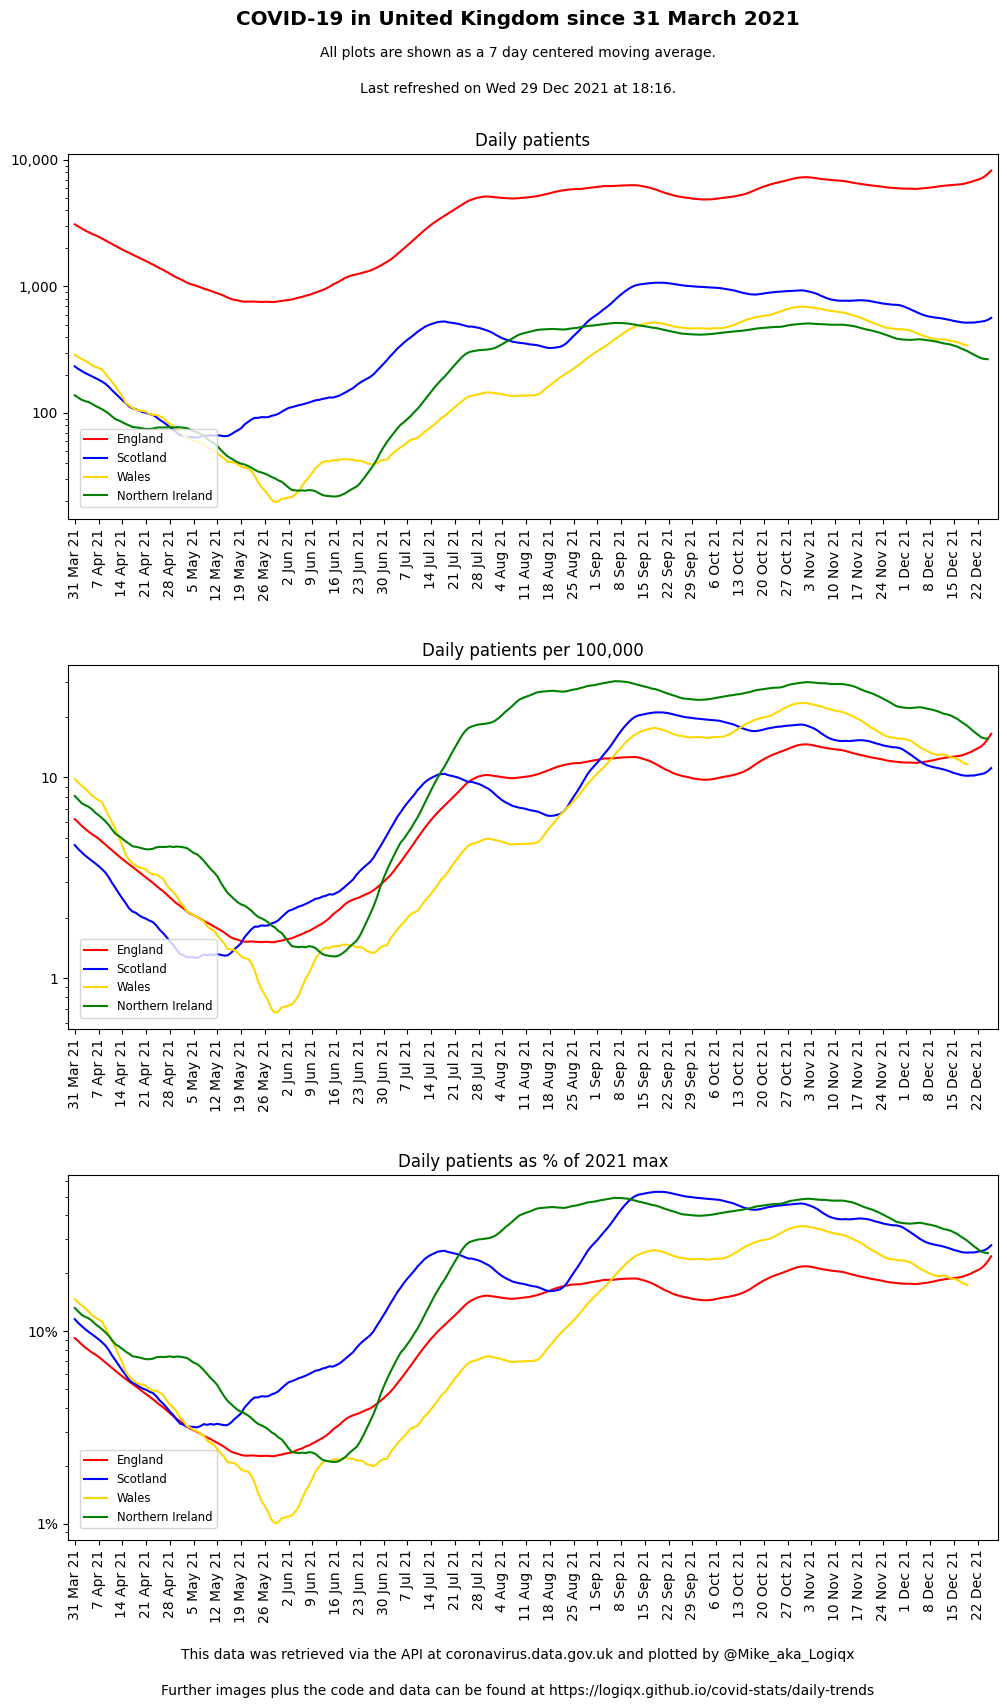 COVID-19 in United Kingdom since 31 March 2021
All plots are shown as a 7 day centered moving average.
Last refreshed on Wed 29 Dec 2021 at 18:16.
Daily patients
10,000
1,000
100
England
Scotland
Wales
Northern Ireland
31 Mar 21
7 Apr 21
14 Apr 21
21 Apr 21
28 Apr 21
5 May 21
12 May 21
19 May 21
26 May 21
2 Jun 21
9 Jun 21
16 Jun 21
23 Jun 21
30 Jun 21
7 Jul 21
14 Jul 21
21 Jul 21
28 Jul 21
4 Aug 21
11 Aug 21
18 Aug 21
25 Aug 21
1 Sep 21
8 Sep 21
15 Sep 21
22 Sep 21
29 Sep 21
6 Oct 21
13 Oct 21
20 Oct 21
27 Oct 21
3 Nov 21
10 Nov 21
17 Nov 21
24 Nov 21
1 Dec 21
8 Dec 21
15 Dec 21
22 Dec 21
Daily patients per 100,000
10
1
England
Scotland
Wales
Northern Ireland
31 Mar 21
7 Apr 21
14 Apr 21
21 Apr 21
28 Apr 21
5 May 21
12 May 21
19 May 21
26 May 21
2 Jun 21
9 Jun 21
16 Jun 21
23 Jun 21
30 Jun 21
7 Jul 21
14 Jul 21
21 Jul 21
28 Jul 21
4 Aug 21
11 Aug 21
18 Aug 21
25 Aug 21
1 Sep 21
8 Sep 21
15 Sep 21
22 Sep 21
29 Sep 21
6 Oct 21
13 Oct 21
20 Oct 21
27 Oct 21
3 Nov 21
10 Nov 21
17 Nov 21
24 Nov 21
1 Dec 21
8 Dec 21
15 Dec 21
22 Dec 21
Daily patients as % of 2021 max
10%
1%
England
Scotland
Wales
Northern Ireland
31 Mar 21
7 Apr 21
14 Apr 21
21 Apr 21
28 Apr 21
5 May 21
12 May 21
19 May 21
26 May 21
2 Jun 21
9 Jun 21
16 Jun 21
23 Jun 21
30 Jun 21
7 Jul 21
14 Jul 21
21 Jul 21
28 Jul 21
4 Aug 21
11 Aug 21
18 Aug 21
25 Aug 21
1 Sep 21
8 Sep 21
15 Sep 21
22 Sep 21
29 Sep 21
6 Oct 21
13 Oct 21
20 Oct 21
27 Oct 21
3 Nov 21
10 Nov 21
17 Nov 21
24 Nov 21
1 Dec 21
8 Dec 21
15 Dec 21
22 Dec 21
This data was retrieved via the API at coronavirus.data.gov.uk and plotted by @Mike_aka_Logiqx
Further images plus the code and data can be found at https://logiqx.github.io/covid-stats/daily-trends